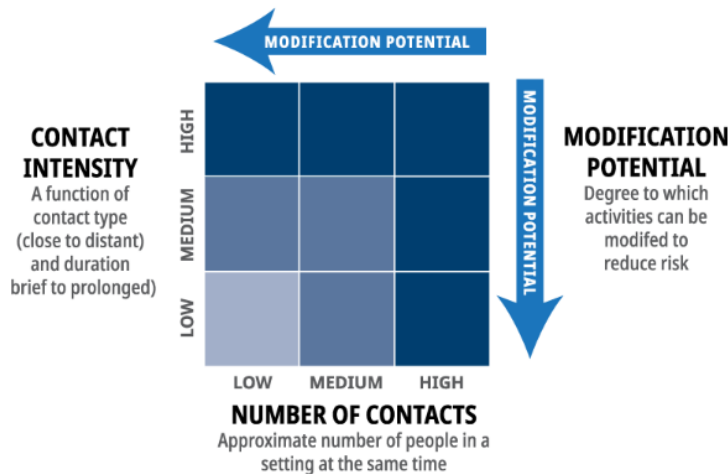 MODIFICATION POTENTIAL
CONTACT
INTENSITY
A function of
contact type
(close to distant)
and duration
brief to prolonged)
HIGH
MEDIUM
LOW
MODIFICATION POTENTIAL
MODIFICATION
POTENTIAL
Degree to which
activities can be
modifed to
reduce risk
LOW MEDIUM HIGH
NUMBER OF CONTACTS
Approximate number of people in a
setting at the same time